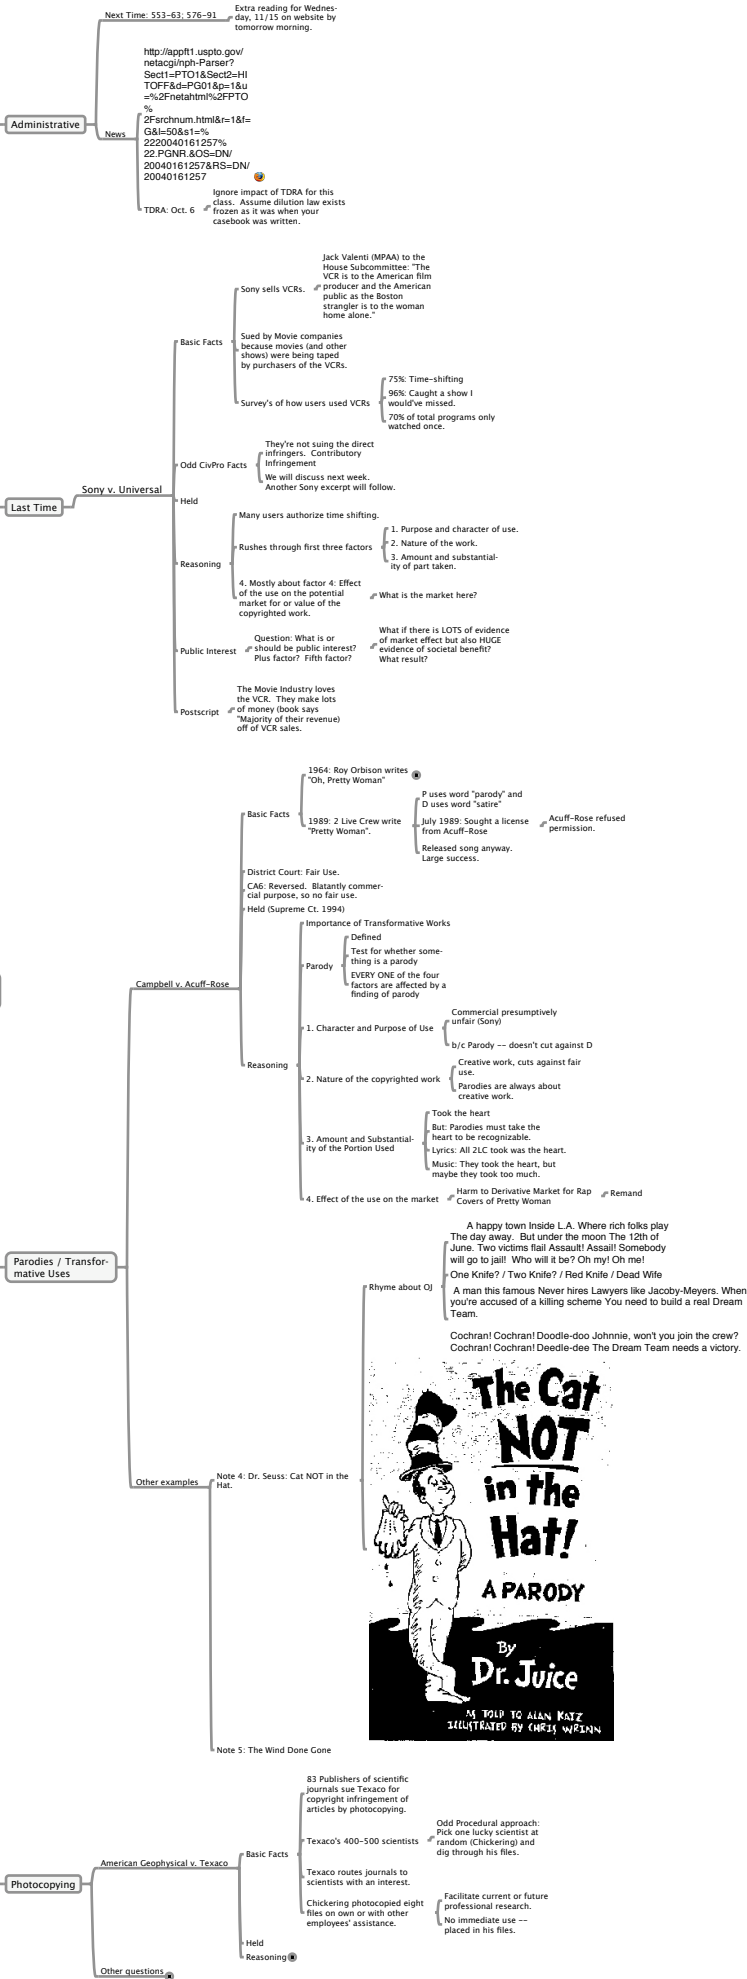 Next Time: 553-63; 576-91
Extra reading for Wednes-
day, 11/15 on website by
tomorrow morning.
Administrative
News
http://appft1.uspto.gov/
netacgi/nph-Parser?
Sect1=PTO1&Sect2=HI
TOFF&d=PG01&p=1&u
=%2Fnetahtml%2FPTO
%
2Fsrchnum.html&r=1&f=
G&l=50&s1=%
2220040161257%
22.PGNR.&OS=DN/
20040161257&RS=DN/
20040161257
TDRA: Oct. 6
Ignore impact of TDRA for this
class. Assume dilution law exists
frozen as it was when your
casebook was written.
Last Time
Sony v. Universal
Basic Facts
Sony sells VCRs.
Jack Valenti (MPAA) to the
House Subcommittee: "The
VCR is to the American film
producer and the American
public as the Boston
strangler is to the woman
home alone."
Sued by Movie companies
because movies (and other
shows) were being taped
by purchasers of the VCRs.
Survey's of how users used VCRs
75%: Time-shifting
96%: Caught a show I
would've missed.
70% of total programs only
watched once.
Odd CivPro Facts
They're not suing the direct
infringers. Contributory
Infringement
We will discuss next week.
Another Sony excerpt will follow.
Held
Reasoning
Many users authorize time shifting.
Rushes through first three factors
1. Purpose and character of use.
2. Nature of the work.
3. Amount and substantial-
ity of part taken.
4. Mostly about factor 4: Effect
of the use on the potential
market for or value of the
copyrighted work.
What is the market here?
Public Interest
Question: What is or
should be public interest?
Plus factor? Fifth factor?
What if there is LOTS of evidence
of market effect but also HUGE
evidence of societal benefit?
What result?
Postscript
The Movie Industry loves
the VCR. They make lots
of money (book says
"Majority of their revenue)
off of VCR sales.
Parodies / Transfor-
mative Uses
Campbell v. Acuff-Rose
Basic Facts
1964: Roy Orbison writes
"Oh, Pretty Woman"
1989: 2 Live Crew write
"Pretty Woman".
P uses word "parody" and
D uses word "satire"
July 1989: Sought a license
from Acuff-Rose
Acuff-Rose refused
permission.
Released song anyway.
Large success.
District Court: Fair Use.
CA6: Reversed. Blatantly commer-
cial purpose, so no fair use.
Held (Supreme Ct. 1994)
Reasoning
Importance of Transformative Works
Parody
Defined
Test for whether some-
thing is a parody
EVERY ONE of the four
factors are affected by a
finding of parody
1. Character and Purpose of Use
Commercial presumptively
unfair (Sony)
b/c Parody -- doesn't cut against D
2. Nature of the copyrighted work
Creative work, cuts against fair
use.
Parodies are always about
creative work.
3. Amount and Substantial-
ity of the Portion Used
Took the heart
But: Parodies must take the
heart to be recognizable.
Lyrics: All 2LC took was the heart.
Music: They took the heart, but
maybe they took too much.
4. Effect of the use on the market
Harm to Derivative Market for Rap
Covers of Pretty Woman
Remand
Other examples
Note 4: Dr. Seuss: Cat NOT in the
Hat.
Rhyme about OJ
A happy town Inside L.A. Where rich folks play
The day away. But under the moon The 12th of
June. Two victims flail Assault! Assail! Somebody
will go to jail! Who will it be? Oh my! Oh me!
One Knife? / Two Knife? / Red Knife / Dead Wife
A man this famous Never hires Lawyers like Jacoby-Meyers. When
you're accused of a killing scheme You need to build a real Dream
Team.
Cochran! Cochran! Doodle-doo Johnnie, won't you join the crew?
Cochran! Cochran! Deedle-dee The Dream Team needs a victory.
The Cat
NOT
in the
Hat!
A PARODY
By
Dr. Juice
AS TOLD TO ALAN KATZ
ILLUSTRATED BY CHRIS WRINN
Note 5: The Wind Done Gone
Photocopying
American Geophysical v. Texaco
Basic Facts
83 Publishers of scientific
journals sue Texaco for
copyright infringement of
articles by photocopying.
Texaco's 400-500 scientists
Odd Procedural approach:
Pick one lucky scientist at
random (Chickering) and
dig through his files.
Texaco routes journals to
scientists with an interest.
Chickering photocopied eight
files on own or with other
employees' assistance.
Facilitate current or future
professional research.
No immediate use --
placed in his files.
Held
Reasoning
Other questions